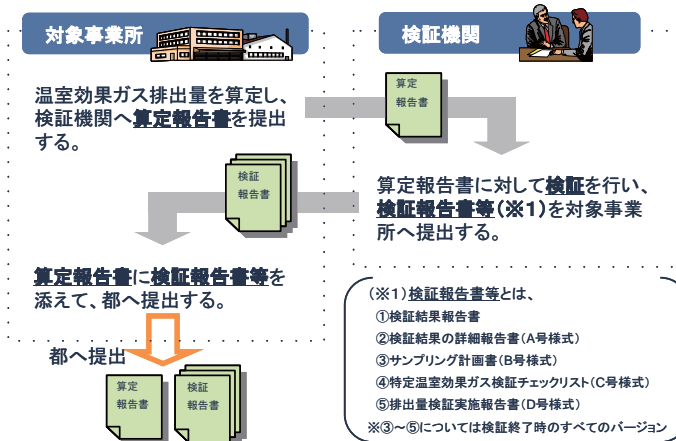 対象事業所
検証機関
温室効果ガス排出量を算定し、
検証機関へ算定報告書を提出
する。
算定
報告書
検証
報告書
算定報告書に対して検証を行い、
検証報告書等(※1)を対象事業
所へ提出する。
算定報告書に検証報告書等を
添えて、都へ提出する。
都へ提出
算定
報告書
検証
報告書
(※1)検証報告書等とは、
①検証結果報告書
②検証結果の詳細報告書(A号様式)
③サンプリング計画書(B号様式)
④特定温室効果ガス検証チェックリスト(C号様式)
⑤排出量検証実施報告書(D号様式)
※③～⑤については検証終了時のすべてのバージョン